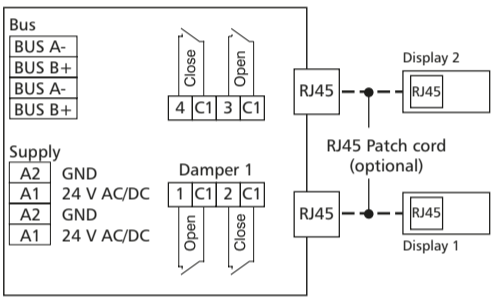 Bus
BUS A-
BUS B+
BUS A-
BUS B+
Close
Open
4 C1 3 C1
Supply
A2 GND
A1 24 V AC/DC
A2 GND
A1 24 V AC/DC
Damper 1
1 C1 2 C1
Open
Close
RJ45
Display 2
RJ45
RJ45 Patch cord
(optional)
RJ45
RJ45
Display 1